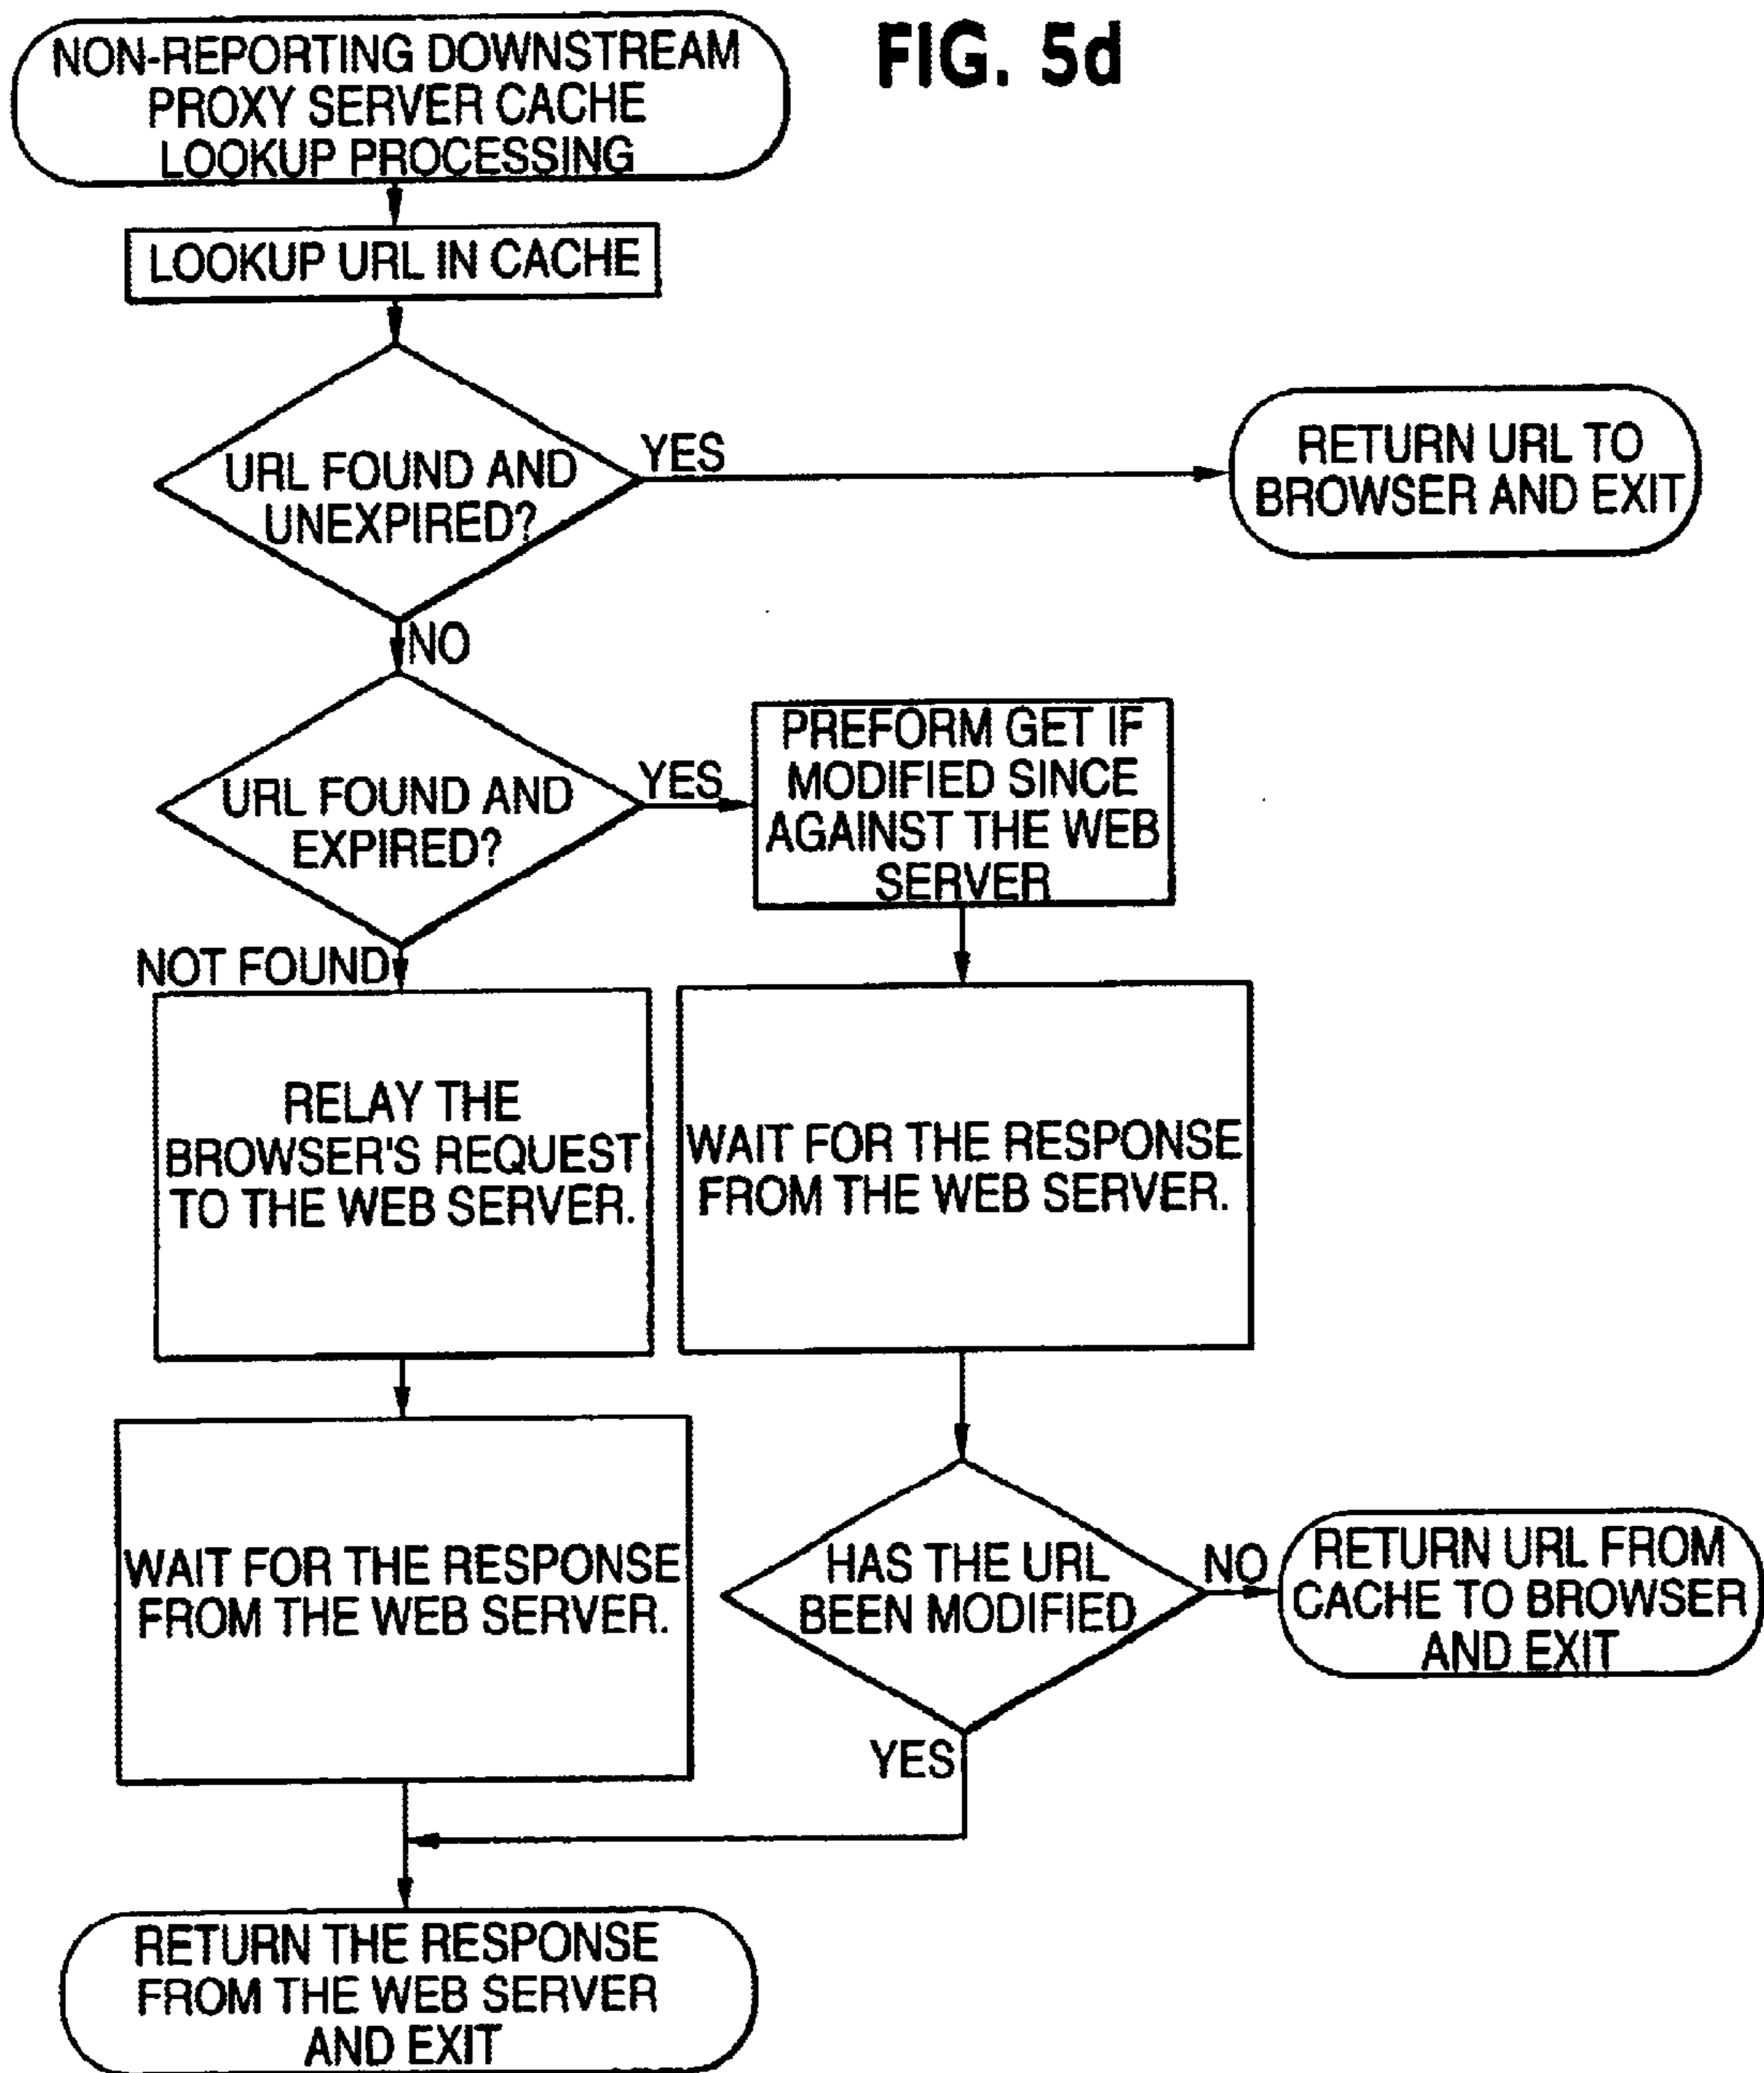 FIG. 5d
NON-REPORTING DOWNSTREAM
PROXY SERVER CACHE
LOOKUP PROCESSING
LOOKUP URL IN CACHE
URL FOUND AND
UNEXPIRED?
YES
RETURN URL TO
BROWSER AND EXIT
NO
URL FOUND AND
EXPIRED?
YES
PREFORM GET IF
MODIFIED SINCE
AGAINST THE WEB
SERVER
NOT FOUND
RELAY THE
BROWSER'S REQUEST
TO THE WEB SERVER.
WAIT FOR THE RESPONSE
FROM THE WEB SERVER.
WAIT FOR THE RESPONSE
FROM THE WEB SERVER.
HAS THE URL
BEEN MODIFIED
NO
RETURN URL FROM
CACHE TO BROWSER
AND EXIT
YES
RETURN THE RESPONSE
FROM THE WEB SERVER
AND EXIT